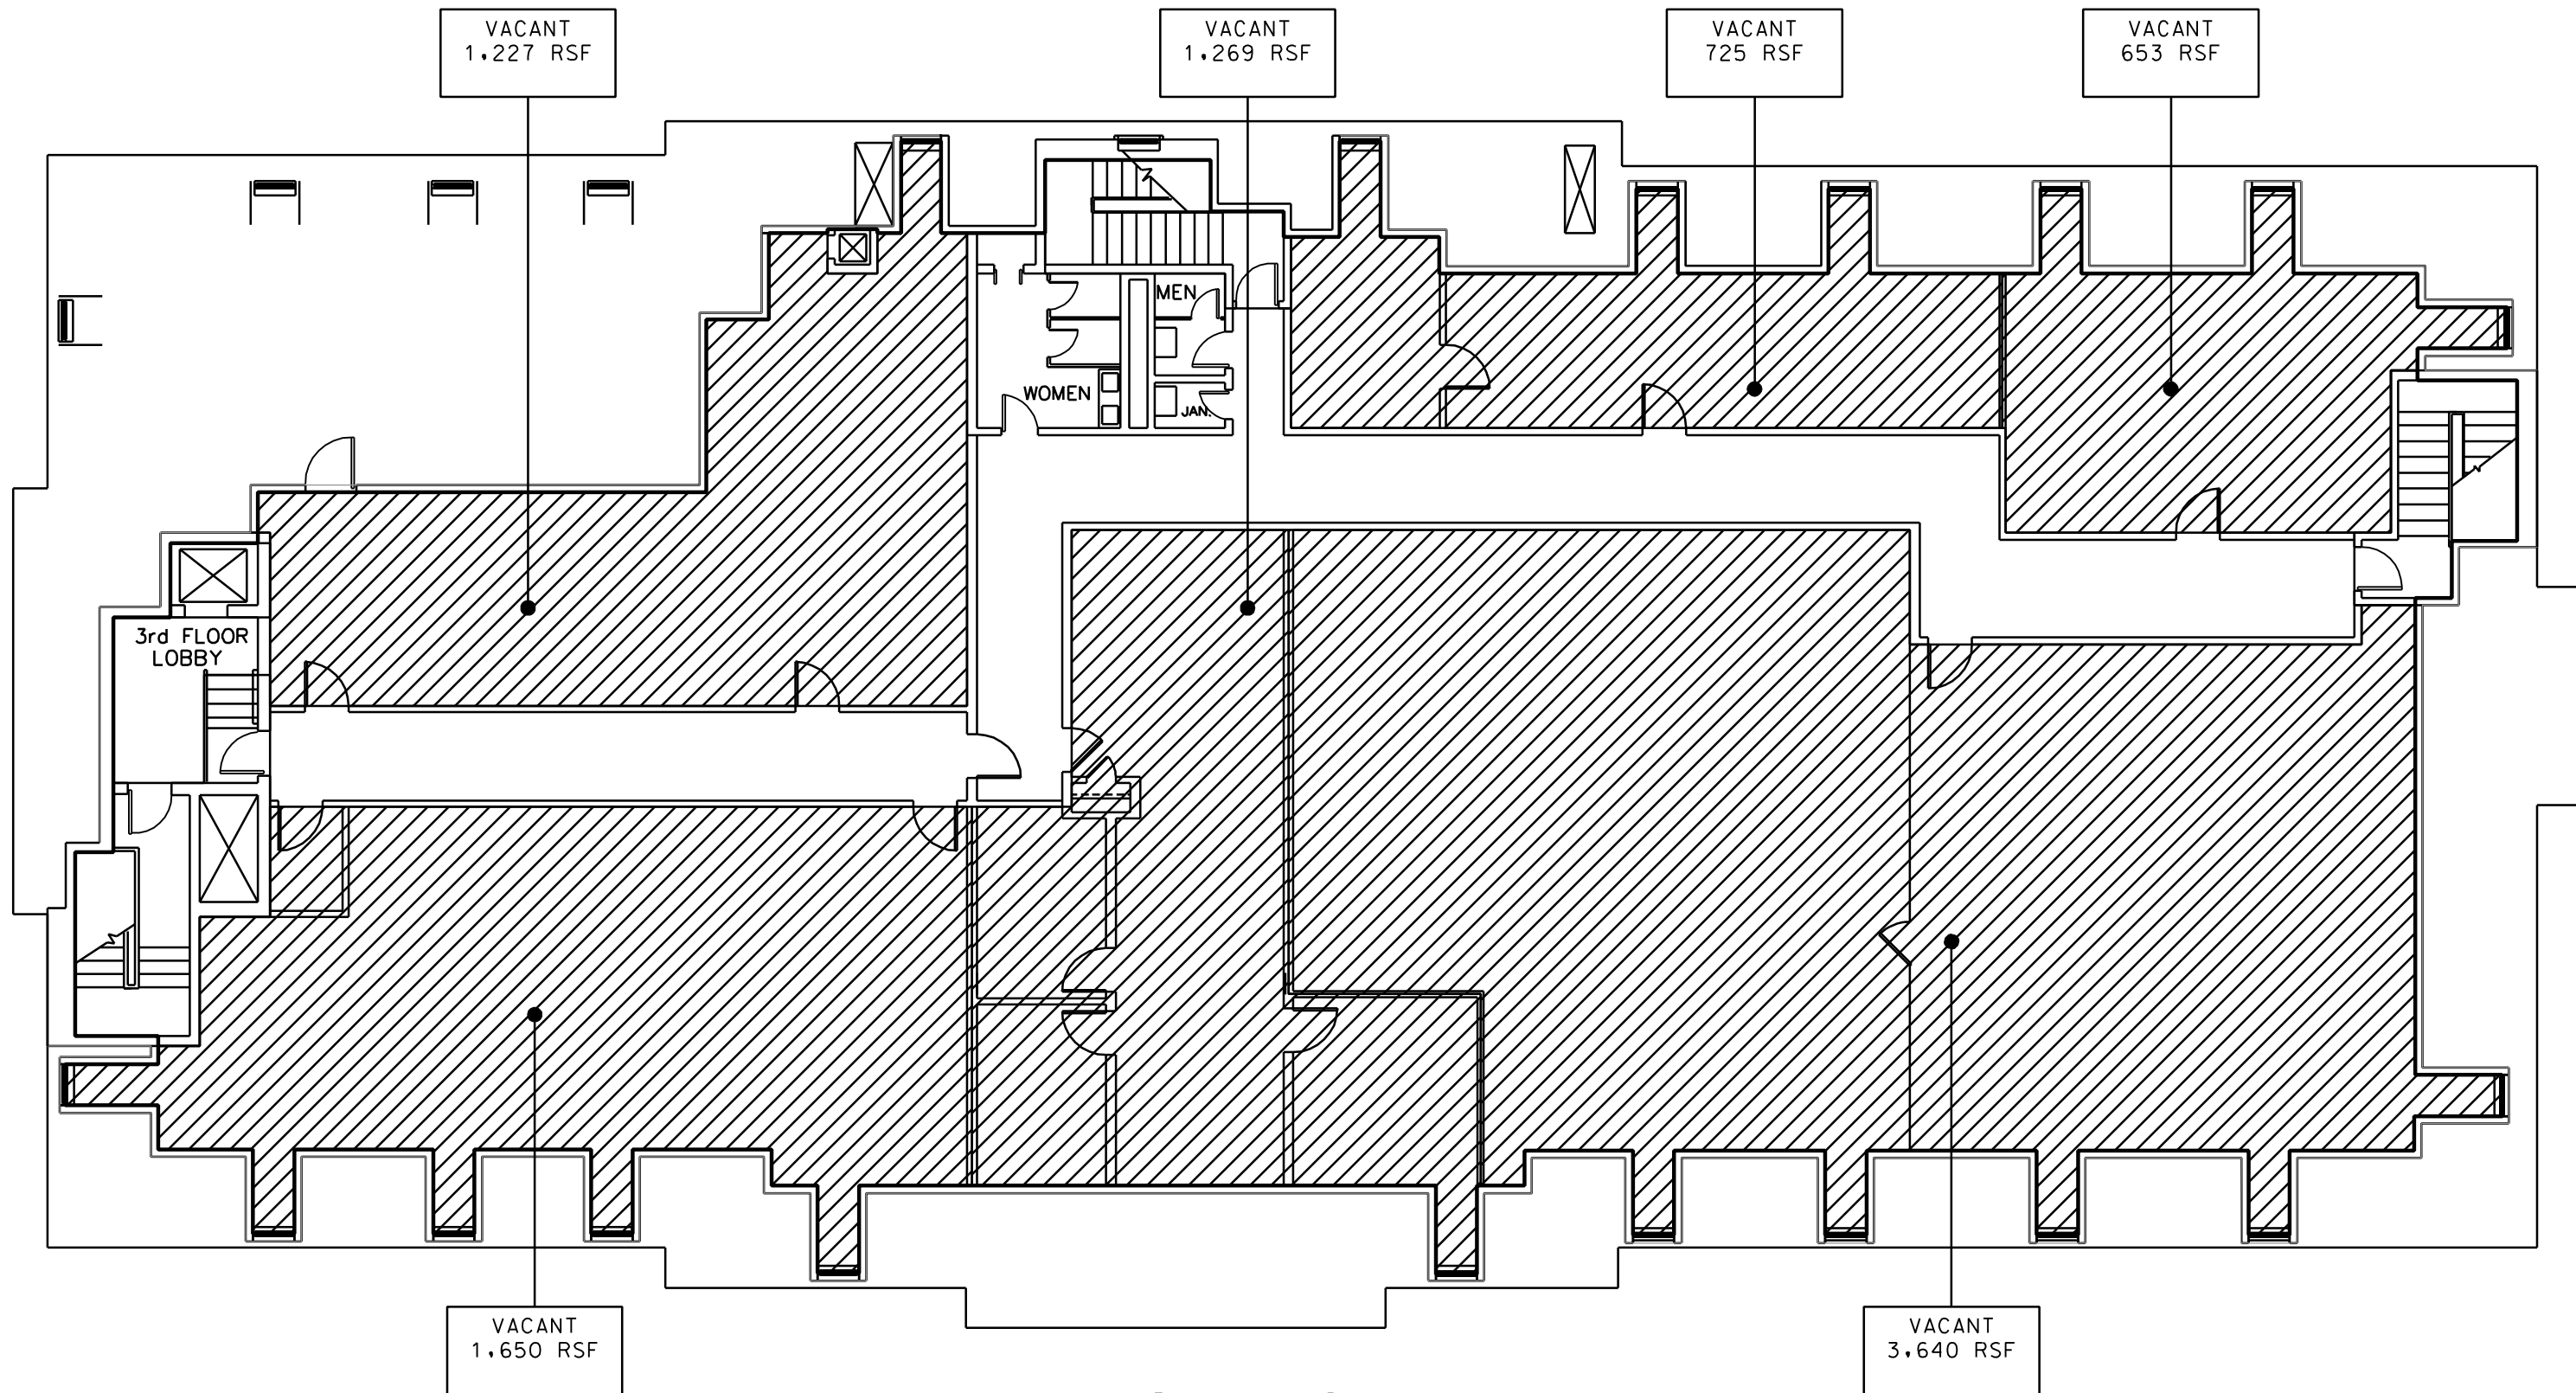 VACANT
1,227 RSF
VACANT
1,269 RSF
VACANT
725 RSF
VACANT
653 RSF
MEN
WOMEN
JAN.
3rd FLOOR
LOBBY
VACANT
1,650 RSF
VACANT
3,640 RSF